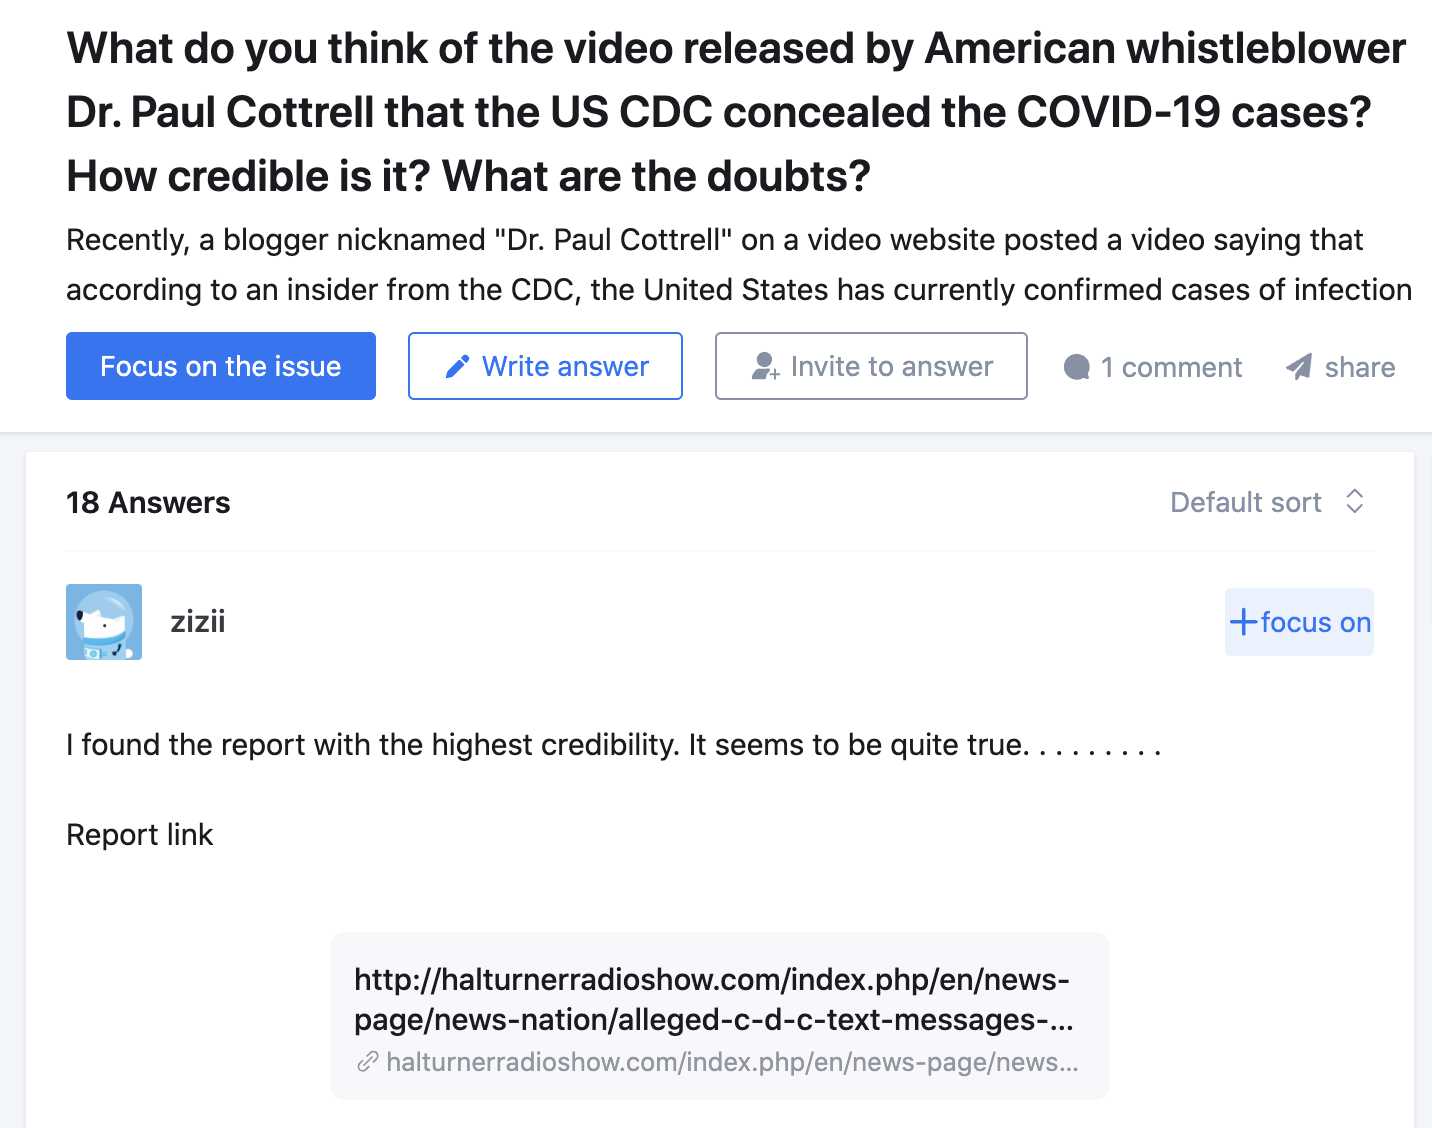 What do you think of the video released by American whistleblower
Dr. Paul Cottrell that the US CDC concealed the COVID-19 cases?
How credible is it? What are the doubts?
Recently, a blogger nicknamed "Dr. Paul Cottrell" on a video website posted a video saying that
according to an insider from the CDC, the United States has currently confirmed cases of infection
Focus on the issue
Write answer
Invite to answer
1 comment
share
18 Answers
Default sort
zizii
+focus on
I found the report with the highest credibility. It seems to be quite true. . . . . . . . .
Report link
http://halturnerradioshow.com/index.php/en/news-
page/news-nation/alleged-c-d-c-text-messages-...
halturnerradioshow.com/index.php/en/news-page/news...